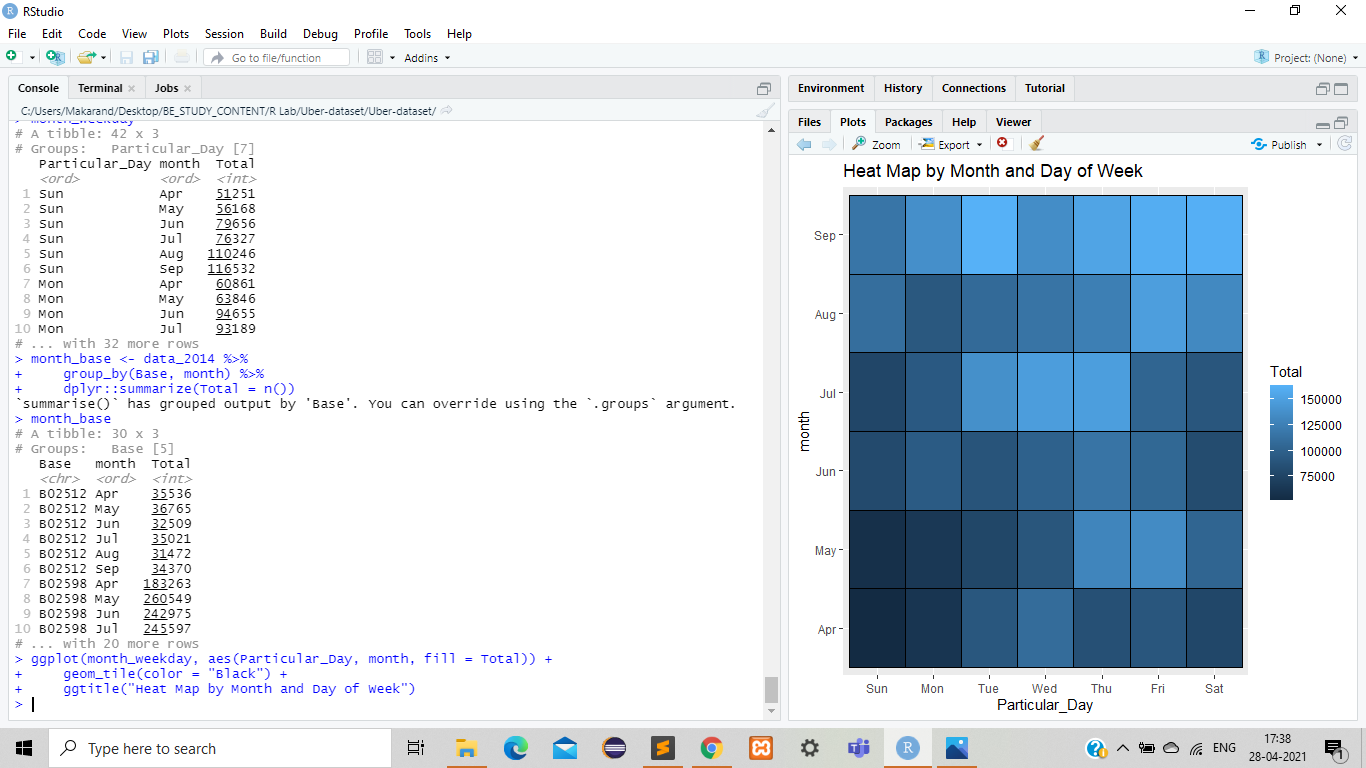 RStudio
File Edit Code View Plots Session Build Debug Profile Tools Help
Go to file/function Addins Project: (None)
Console Terminal Jobs
C:/Users/Makarand/Desktop/BE_STUDY_CONTENT/R Lab/Uber-dataset/Uber-dataset/
> month_weekday
# A tibble: 42 x 3
# Groups: Particular_Day [7]
Particular_Day month Total
<ord> <ord> <int>
1 Sun Apr 51251
2 Sun May 56168
3 Sun Jun 79656
4 Sun Jul 76327
5 Sun Aug 110246
6 Sun Sep 116532
7 Mon Apr 60861
8 Mon May 63846
9 Mon Jun 94655
10 Mon Jul 93189
# ... with 32 more rows
> month_base <- data_2014 %>%
+ group_by(Base, month) %>%
+ dplyr::summarize(Total = n())
`summarise()` has grouped output by 'Base'. You can override using the `.groups` argument.
> month_base
# A tibble: 30 x 3
# Groups: Base [5]
Base month Total
<chr> <ord> <int>
1 B02512 Apr 35536
2 B02512 May 36765
3 B02512 Jun 32509
4 B02512 Jul 35021
5 B02512 Aug 31472
6 B02512 Sep 34370
7 B02598 Apr 183263
8 B02598 May 260549
9 B02598 Jun 242975
10 B02598 Jul 245597
# ... with 20 more rows
> ggplot(month_weekday, aes(Particular_Day, month, fill = Total)) +
+ geom_tile(color = "Black") +
+ ggtitle("Heat Map by Month and Day of Week")
>
Environment History Connections Tutorial
Files Plots Packages Help Viewer
Zoom Export Publish
Heat Map by Month and Day of Week
Sep
Aug
Jul
Jun
May
Apr
month
Sun Mon Tue Wed Thu Fri Sat
Particular_Day
Total
150000
125000
100000
75000
Type here to search
ENG
17:38
28-04-2021
1